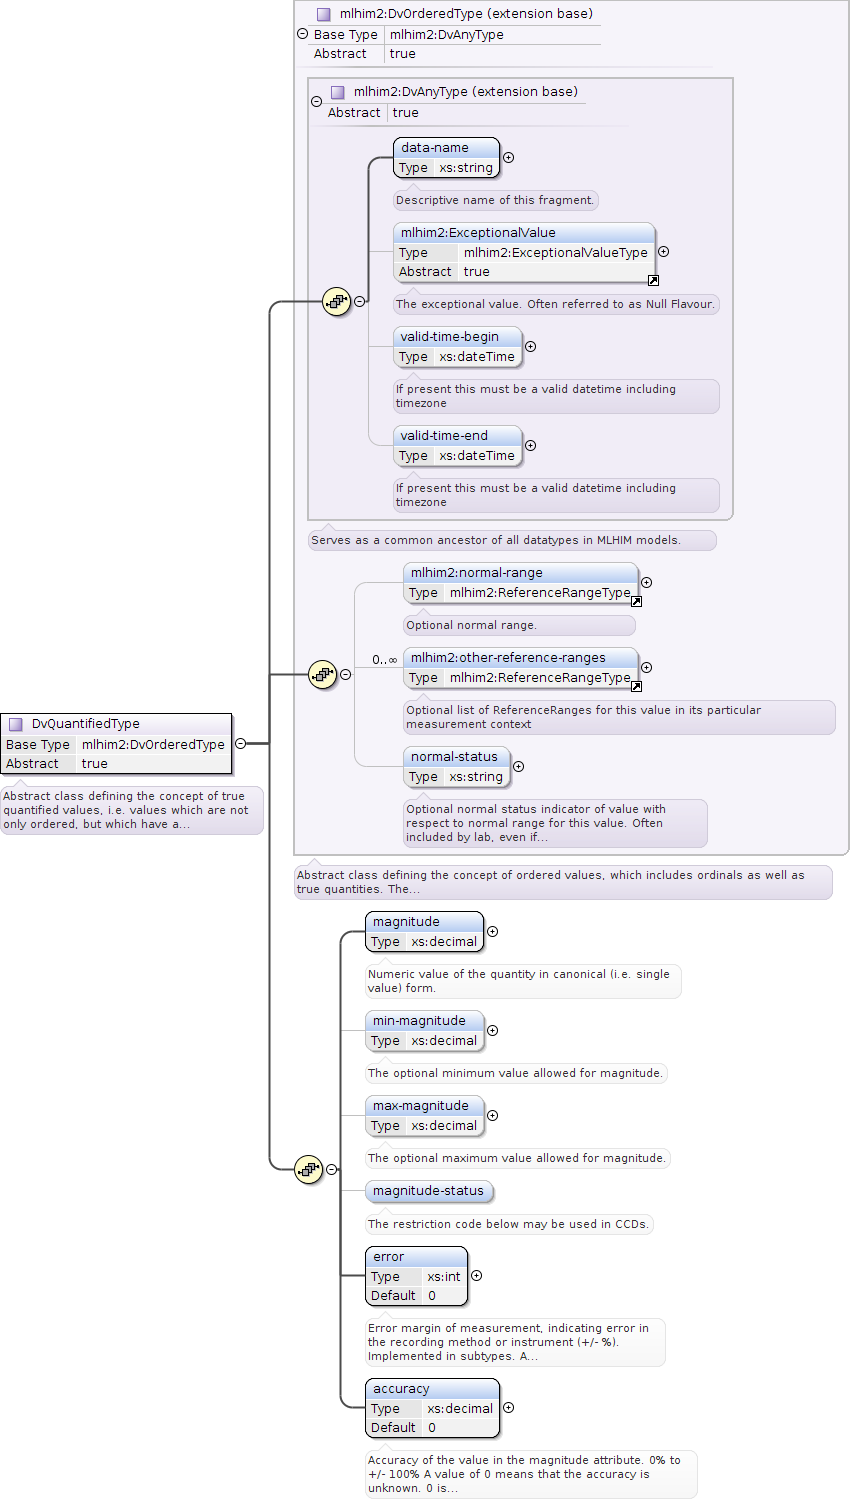 mlhim2:DvOrderedType (extension base)
Base Type mlhim2:DvAnyType
Abstract true
mlhim2:DvAnyType (extension base)
Abstract true
data-name
Type xs:string
Descriptive name of this fragment.
mlhim2:ExceptionalValue
Type mlhim2:ExceptionalValueType
Abstract true
The exceptional value. Often referred to as Null Flavour.
valid-time-begin
Type xs:dateTime
If present this must be a valid datetime including
timezone
valid-time-end
Type xs:dateTime
If present this must be a valid datetime including
timezone
Serves as a common ancestor of all datatypes in MLHIM models.
mlhim2:normal-range
Type mlhim2:ReferenceRangeType
Optional normal range.
0..∞
mlhim2:other-reference-ranges
Type mlhim2:ReferenceRangeType
Optional list of ReferenceRanges for this value in its particular
measurement context
normal-status
Type xs:string
Optional normal status indicator of value with
respect to normal range for this value. Often
included by lab, even if...
DvQuantifiedType
Base Type mlhim2:DvOrderedType
Abstract true
Abstract class defining the concept of true
quantified values, i.e. values which are not
only ordered, but which have a...
Abstract class defining the concept of ordered values, which includes ordinals as well as
true quantities. The...
magnitude
Type xs:decimal
Numeric value of the quantity in canonical (i.e. single
value) form.
min-magnitude
Type xs:decimal
The optional minimum value allowed for magnitude.
max-magnitude
Type xs:decimal
The optional maximum value allowed for magnitude.
magnitude-status
The restriction code below may be used in CCDs.
error
Type xs:int
Default 0
Error margin of measurement, indicating error in
the recording method or instrument (+/- %).
Implemented in subtypes. A...
accuracy
Type xs:decimal
Default 0
Accuracy of the value in the magnitude attribute. 0% to
+/- 100% A value of 0 means that the accuracy is
unknown. 0 is...